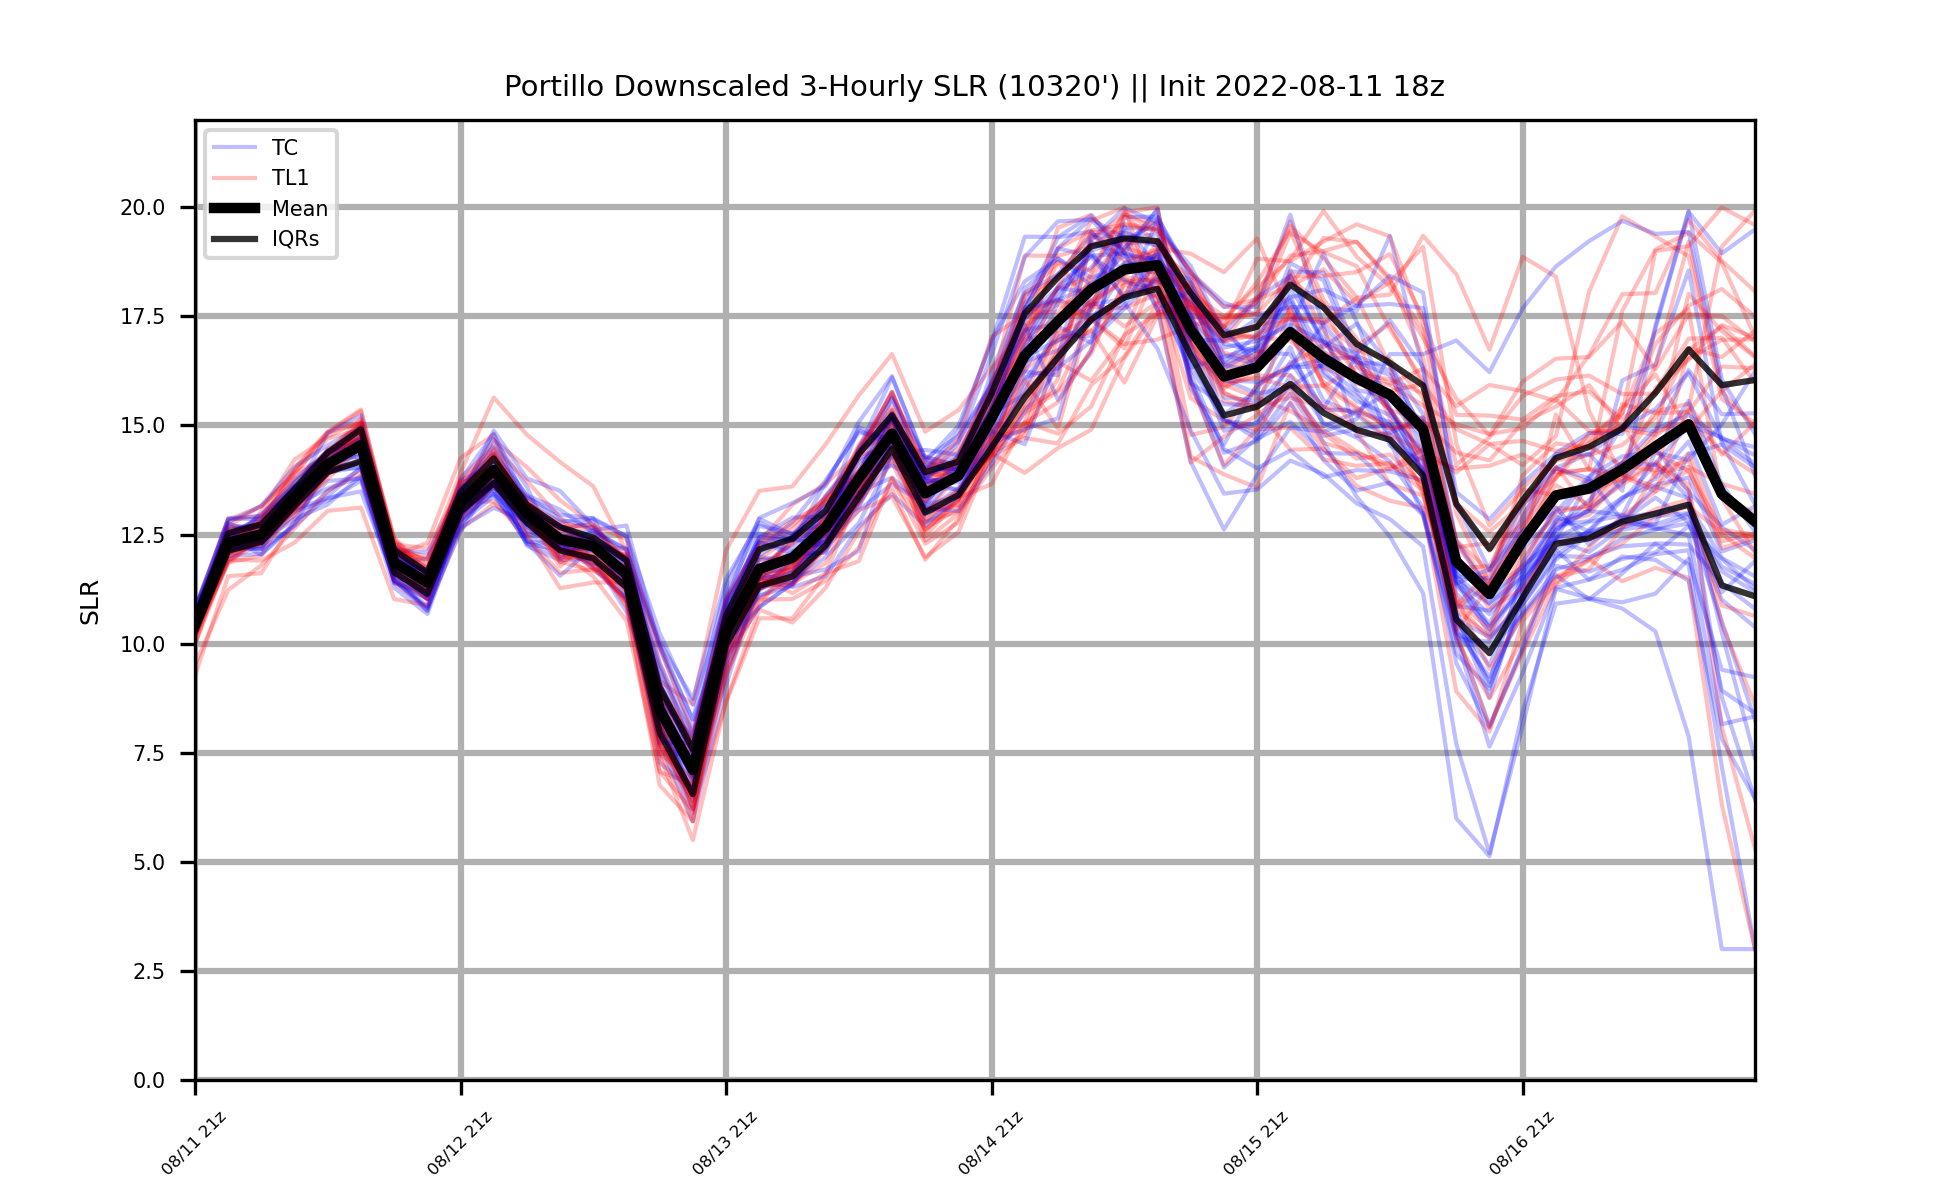 Portillo Downscaled 3-Hourly SLR (10320') || Init 2022-08-11 18z
TC
TL1
Mean
IQRs
SLR
20.0
17.5
15.0
12.5
10.0
7.5
5.0
2.5
0.0
08/11 21z
08/12 21z
08/13 21z
08/14 21z
08/15 21z
08/16 21z